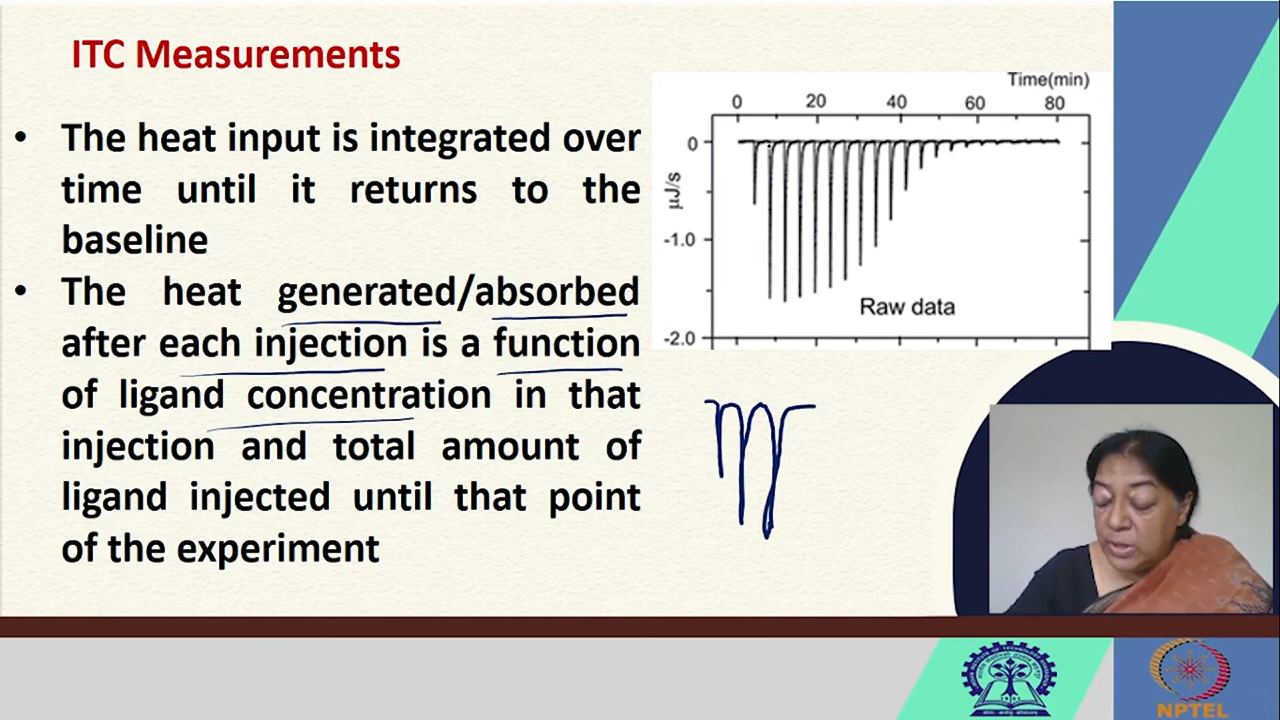 ITC Measurements
• The heat input is integrated over
time until it returns to the
baseline
• The heat generated/absorbed
after each injection is a function
of ligand concentration in that
injection and total amount of
ligand injected until that point
of the experiment
Time(min)
0 20 40 60 80
0
-1.0
-2.0
μJ/s
Raw data
NPTEL